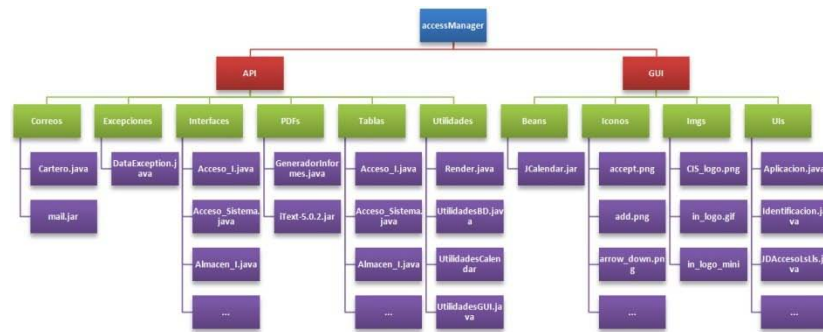 accessManager
API
GUI
Correos
Excepciones
Interfaces
PDFs
Tablas
Utilidades
Beans
Iconos
Imgs
UIs
Cartero.java
DataException.j
ava
Acceso_I.java
GeneradorInfor
mes.java
Acceso_I.java
Render.java
JCalendar.jar
accept.png
CIS_logo.png
Aplicacion.java
mail.jar
Acceso_Sistema.
java
iText-5.0.2.jar
Acceso_Sistema.
java
UtilidadesBD.jav
a
add.png
in_logo.gif
Identificacion.ja
va
Almacen_I.java
Almacen_I.java
UtilidadesCalen
dar
arrow_down.pn
g
in_logo_mini
JDAccesoLsLls.j
ava
...
...
UtilidadesGUI.ja
va
...
...